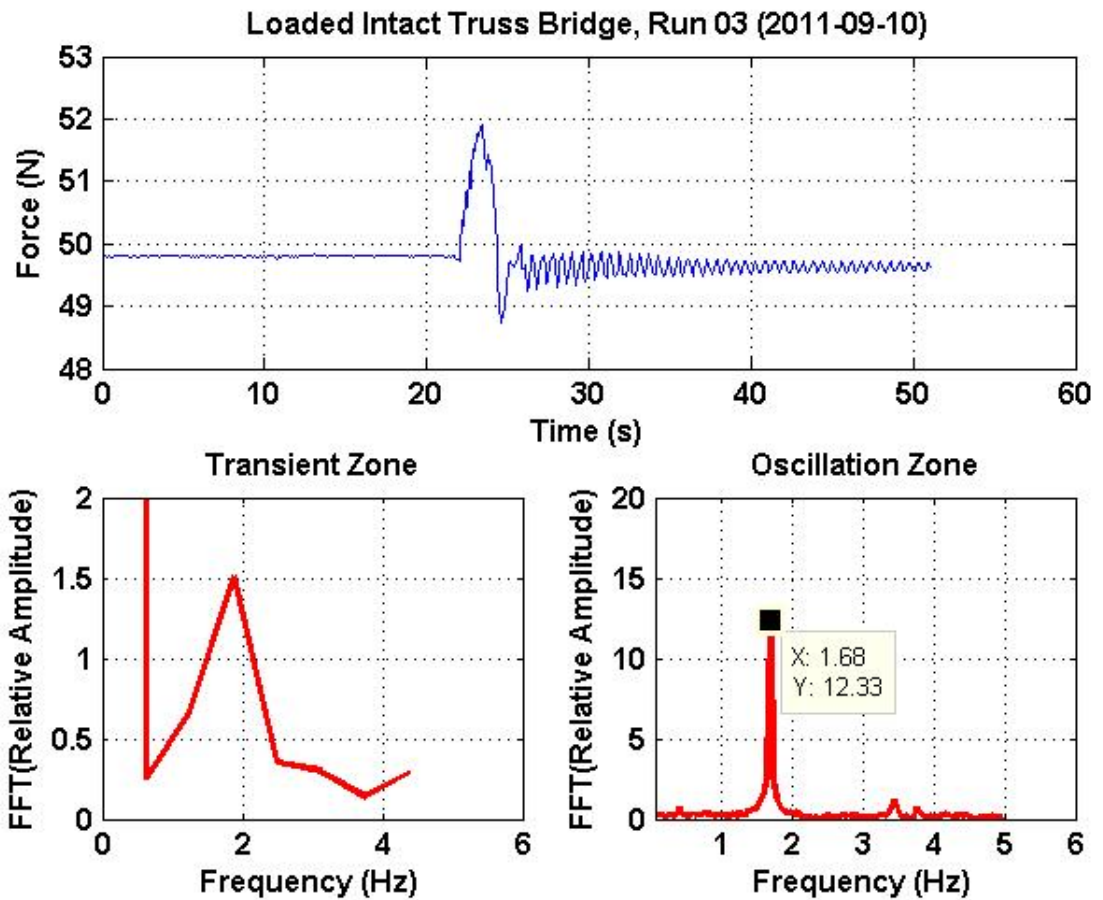 Loaded Intact Truss Bridge, Run 03 (2011-09-10)
53
52
51
50
49
48
Force (N)
0 10 20 30 40 50 60
Time (s)
Transient Zone
2
1.5
1
0.5
0
FFT(Relative Amplitude)
0 2 4 6
Frequency (Hz)
Oscillation Zone
20
15
10
5
0
FFT(Relative Amplitude)
X: 1.68
Y: 12.33
1 2 3 4 5 6
Frequency (Hz)